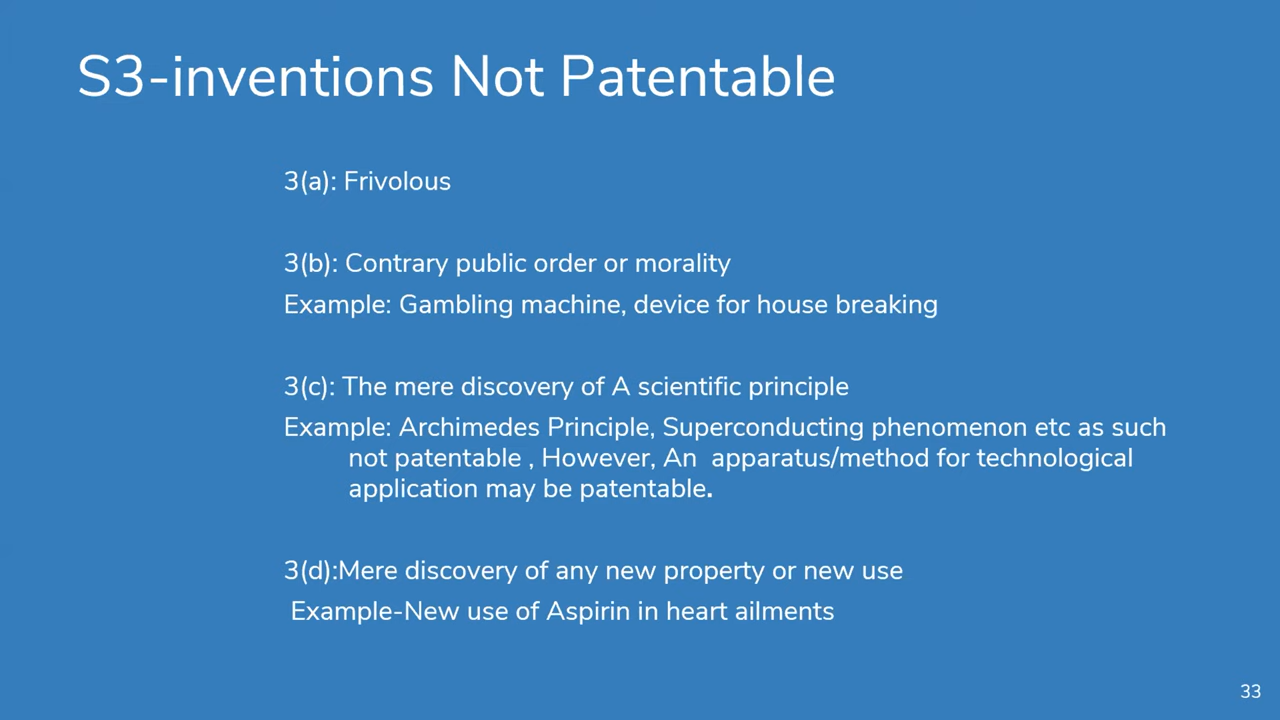 S3-inventions Not Patentable
3(a): Frivolous
3(b): Contrary public order or morality
Example: Gambling machine, device for house breaking
3(c): The mere discovery of A scientific principle
Example: Archimedes Principle, Superconducting phenomenon etc as such
not patentable , However, An apparatus/method for technological
application may be patentable.
3(d):Mere discovery of any new property or new use
Example-New use of Aspirin in heart ailments
33